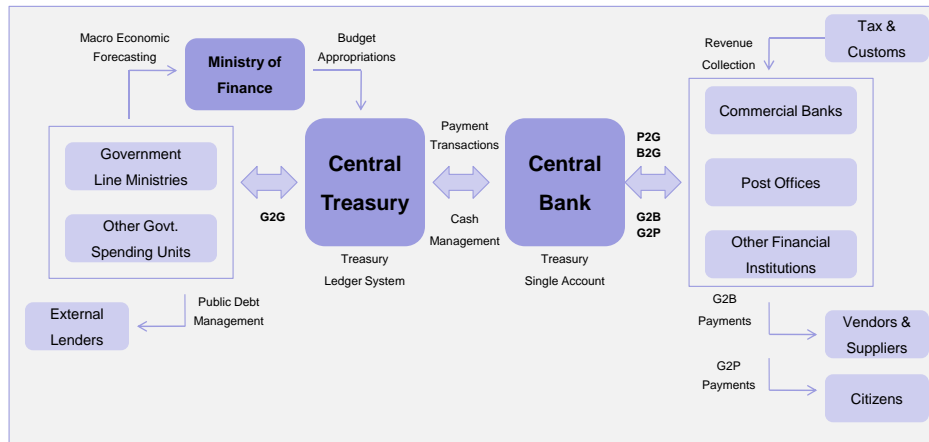 Macro Economic
Forecasting
Ministry of
Finance
Budget
Appropriations
Tax &
Customs
Revenue
Collection
Government
Line Ministries
Other Govt.
Spending Units
G2G
Central
Treasury
Treasury
Ledger System
Payment
Transactions
Cash
Management
Central
Bank
Treasury
Single Account
P2G
B2G
G2B
G2P
Commercial Banks
Post Offices
Other Financial
Institutions
External
Lenders
Public Debt
Management
G2B
Payments
Vendors &
Suppliers
G2P
Payments
Citizens